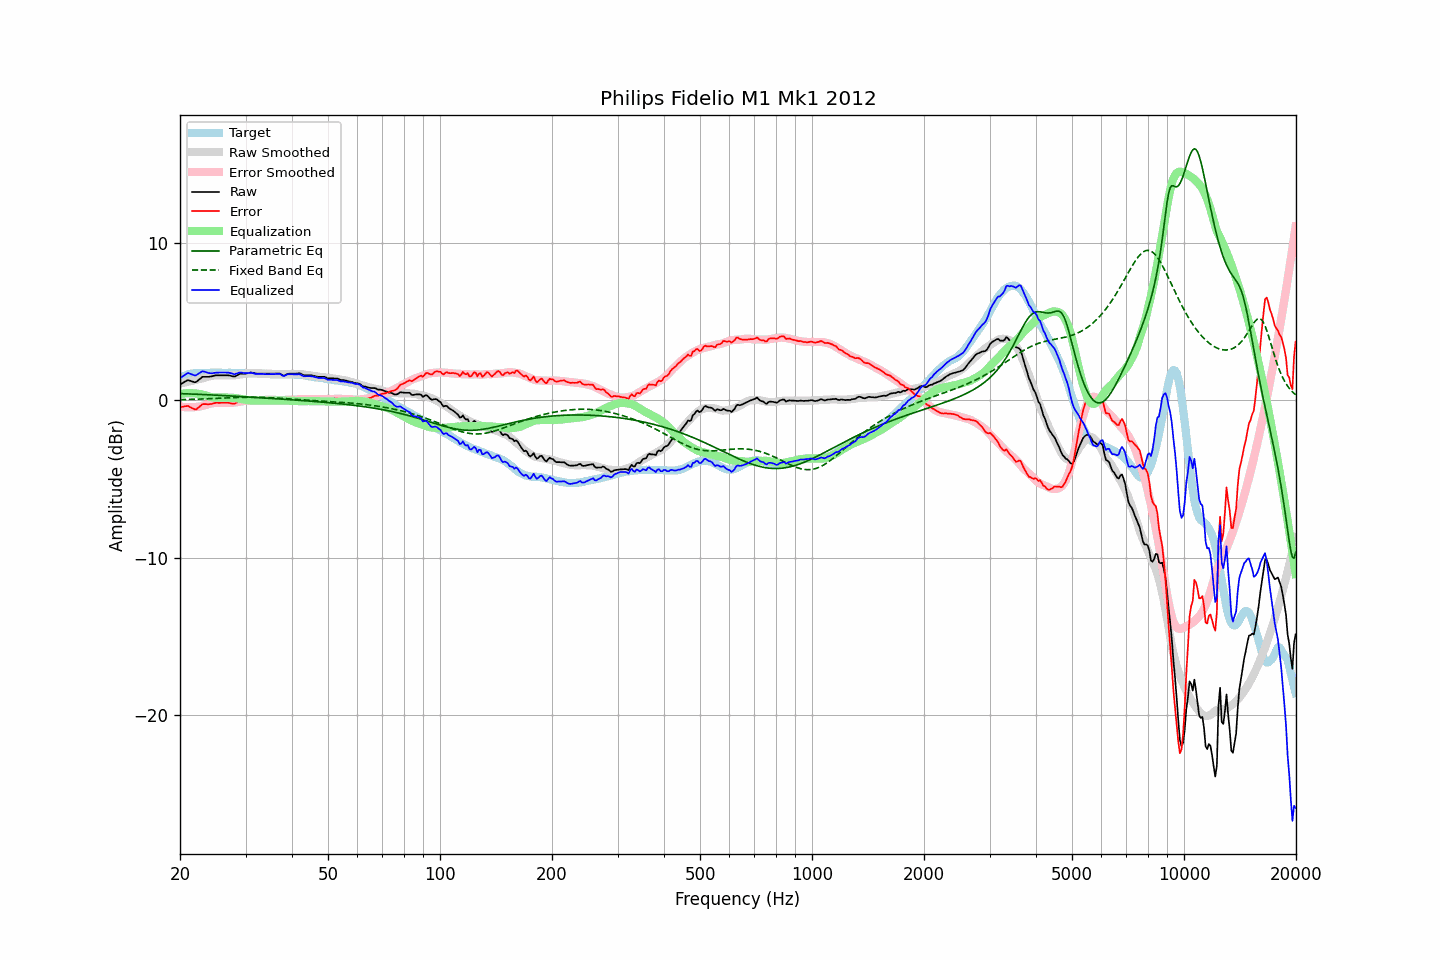 Philips Fidelio M1 Mk1 2012
Target
Raw Smoothed
Error Smoothed
Raw
Error
Equalization
Parametric Eq
Fixed Band Eq
Equalized
10
0
−10
−20
Amplitude (dBr)
20
50
100
200
500
1000
2000
5000
10000
20000
Frequency (Hz)